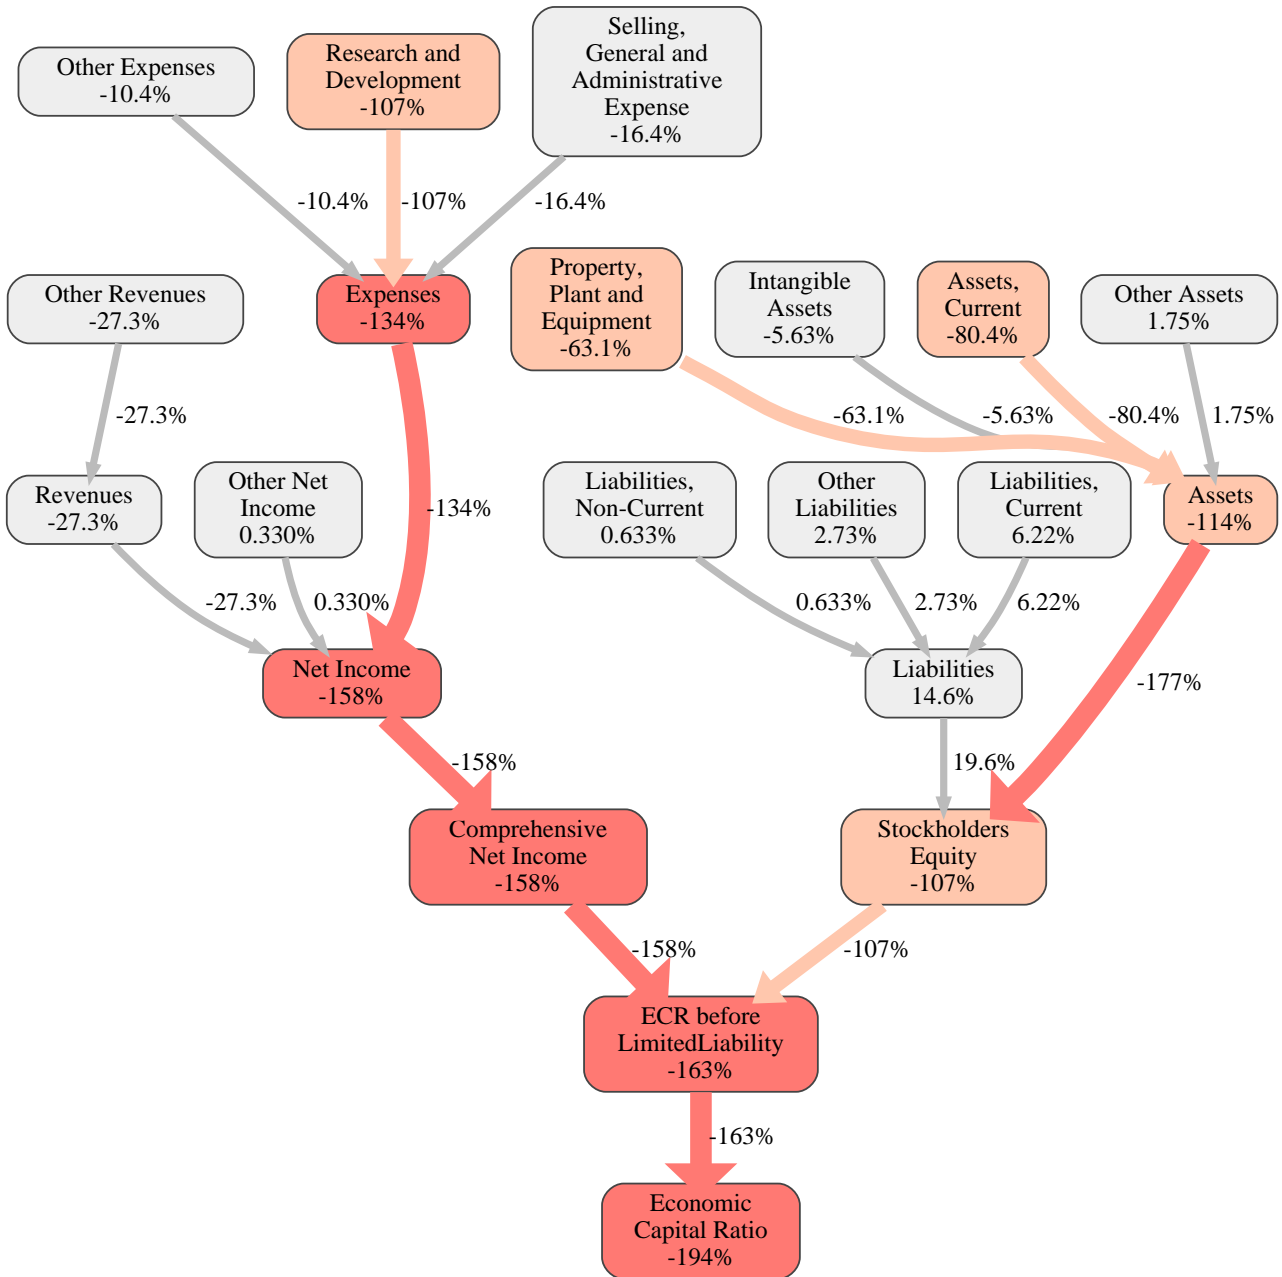 Other Expenses
-10.4%
Research and
Development
-107%
Selling,
General and
Administrative
Expense
-16.4%
-10.4%
-107%
-16.4%
Other Revenues
-27.3%
Expenses
-134%
Property,
Plant and
Equipment
-63.1%
Intangible
Assets
-5.63%
Assets,
Current
-80.4%
Other Assets
1.75%
-27.3%
-63.1%
-5.63%
-80.4%
1.75%
Revenues
-27.3%
Other Net
Income
0.330%
-134%
Liabilities,
Non-Current
0.633%
Other
Liabilities
2.73%
Liabilities,
Current
6.22%
Assets
-114%
-27.3%
0.330%
0.633%
2.73%
6.22%
Net Income
-158%
Liabilities
14.6%
-177%
-158%
19.6%
Comprehensive
Net Income
-158%
Stockholders
Equity
-107%
-158%
-107%
ECR before
LimitedLiability
-163%
-163%
Economic
Capital Ratio
-194%